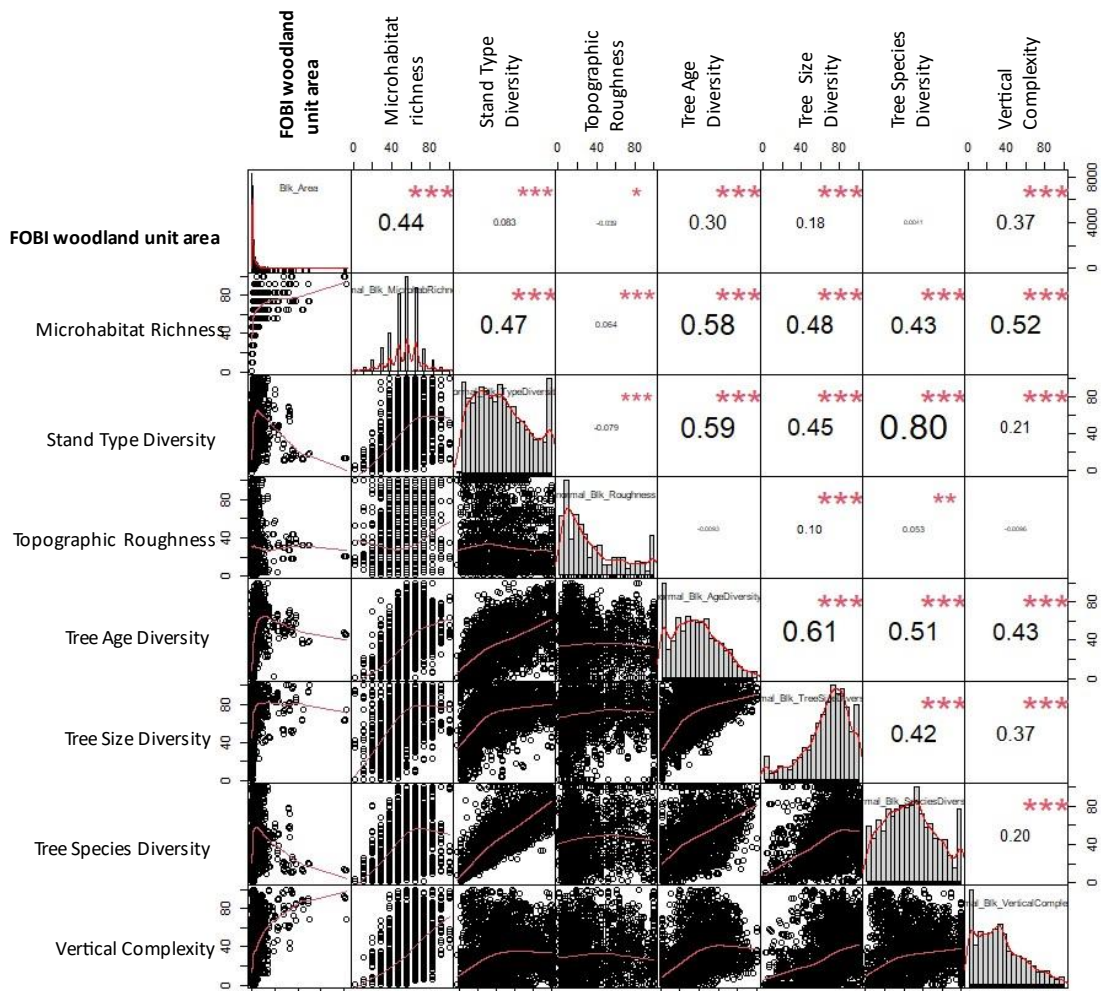 FOBI woodland
unit area
Microhabitat
richness
Stand Type
Diversity
Topographic
Roughness
Tree Age
Diversity
Tree Size
Diversity
Tree Species
Diversity
Vertical
Complexity
0 40 80 0 40 80 0 40 80 0 40 80
FOBI woodland unit area
Blk_Area
*** 0.44
*** 0.083
* -0.039
*** 0.30
*** 0.18
0.0041
*** 0.37
0 4000 8000
Microhabitat Richness
0 40 80
*** 0.47
*** 0.064
*** 0.58
*** 0.48
*** 0.43
*** 0.52
Stand Type Diversity
*** -0.079
*** 0.59
*** 0.45
*** 0.80
*** 0.21
0 40 80
Topographic Roughness
0 40 80
normal_Blk_Roughness
-0.0093
*** 0.10
** 0.053
-0.0096
Tree Age Diversity
ormal_Blk_AgeDiversity
*** 0.61
*** 0.51
*** 0.43
0 40 80
Tree Size Diversity
0 40 80
*** 0.42
*** 0.37
Tree Species Diversity
*** 0.20
0 40 80
Vertical Complexity
0 40 80
mal_Blk_VerticalComple